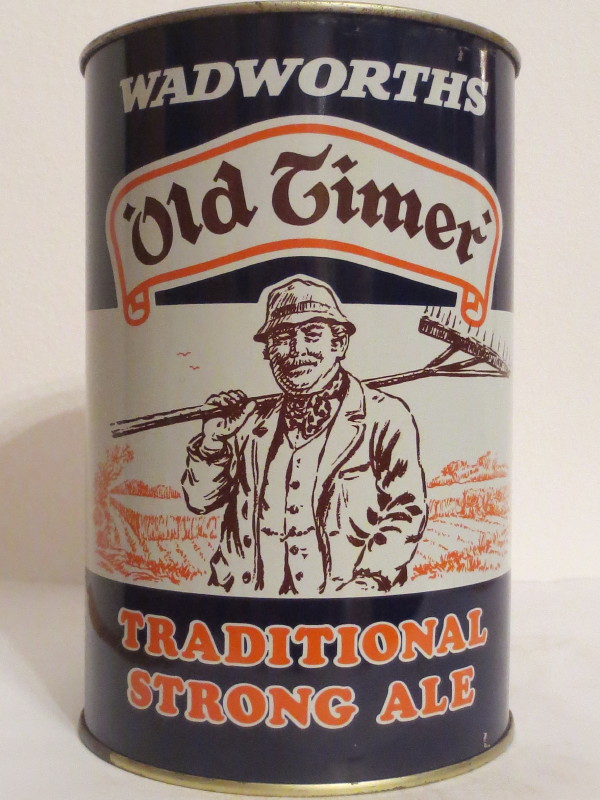 WADWORTHS
'Old Timer'
TRADITIONAL
STRONG ALE